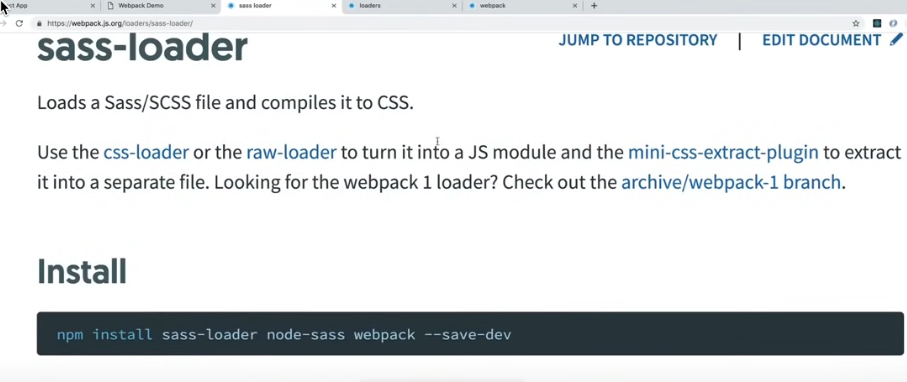 st App
Webpack Demo
sass loader
loaders
webpack
https://webpack.js.org/loaders/sass-loader/
sass-loader
JUMP TO REPOSITORY | EDIT DOCUMENT
Loads a Sass/SCSS file and compiles it to CSS.
Use the css-loader or the raw-loader to turn it into a JS module and the mini-css-extract-plugin to extract
it into a separate file. Looking for the webpack 1 loader? Check out the archive/webpack-1 branch.
Install
npm install sass-loader node-sass webpack --save-dev